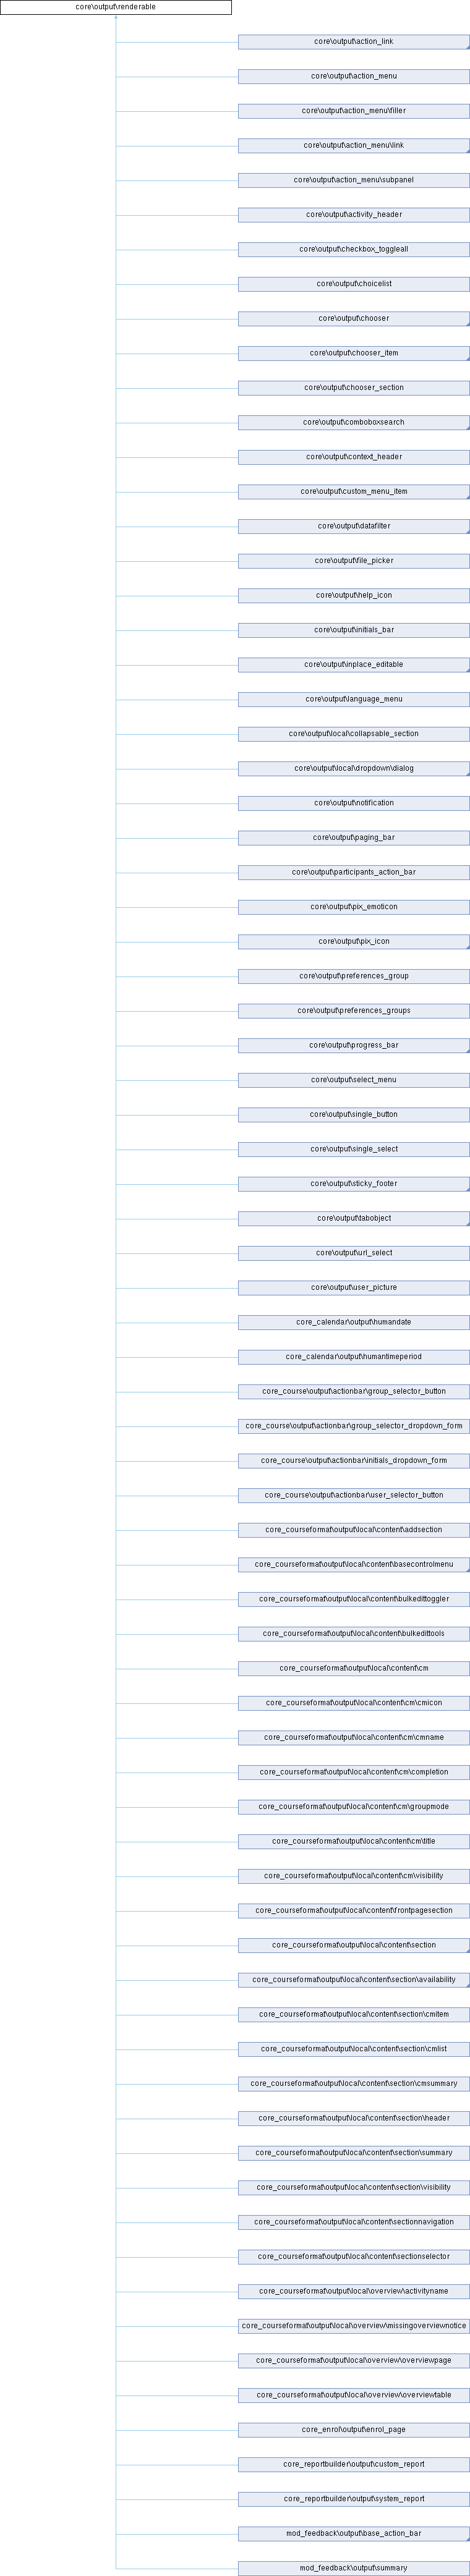 core\output\renderable
core\output\action_link
core\output\action_menu
core\output\action_menu\filler
core\output\action_menu\link
core\output\action_menu\subpanel
core\output\activity_header
core\output\checkbox_toggleall
core\output\choicelist
core\output\chooser
core\output\chooser_item
core\output\chooser_section
core\output\comboboxsearch
core\output\context_header
core\output\custom_menu_item
core\output\datafilter
core\output\file_picker
core\output\help_icon
core\output\initials_bar
core\output\inplace_editable
core\output\language_menu
core\output\local\collapsable_section
core\output\local\dropdown\dialog
core\output\notification
core\output\paging_bar
core\output\participants_action_bar
core\output\pix_emoticon
core\output\pix_icon
core\output\preferences_group
core\output\preferences_groups
core\output\progress_bar
core\output\select_menu
core\output\single_button
core\output\single_select
core\output\sticky_footer
core\output\tabobject
core\output\url_select
core\output\user_picture
core_calendar\output\humandate
core_calendar\output\humantimeperiod
core_course\output\actionbar\group_selector_button
core_course\output\actionbar\group_selector_dropdown_form
core_course\output\actionbar\initials_dropdown_form
core_course\output\actionbar\user_selector_button
core_courseformat\output\local\content\addsection
core_courseformat\output\local\content\basecontrolmenu
core_courseformat\output\local\content\bulkedittoggler
core_courseformat\output\local\content\bulkedittools
core_courseformat\output\local\content\cm
core_courseformat\output\local\content\cm\cmicon
core_courseformat\output\local\content\cm\cmname
core_courseformat\output\local\content\cm\completion
core_courseformat\output\local\content\cm\groupmode
core_courseformat\output\local\content\cm\title
core_courseformat\output\local\content\cm\visibility
core_courseformat\output\local\content\frontpagesection
core_courseformat\output\local\content\section
core_courseformat\output\local\content\section\availability
core_courseformat\output\local\content\section\cmitem
core_courseformat\output\local\content\section\cmlist
core_courseformat\output\local\content\section\cmsummary
core_courseformat\output\local\content\section\header
core_courseformat\output\local\content\section\summary
core_courseformat\output\local\content\section\visibility
core_courseformat\output\local\content\sectionnavigation
core_courseformat\output\local\content\sectionselector
core_courseformat\output\local\overview\activityname
core_courseformat\output\local\overview\missingoverviewnotice
core_courseformat\output\local\overview\overviewpage
core_courseformat\output\local\overview\overviewtable
core_enrol\output\enrol_page
core_reportbuilder\output\custom_report
core_reportbuilder\output\system_report
mod_feedback\output\base_action_bar
mod_feedback\output\summary